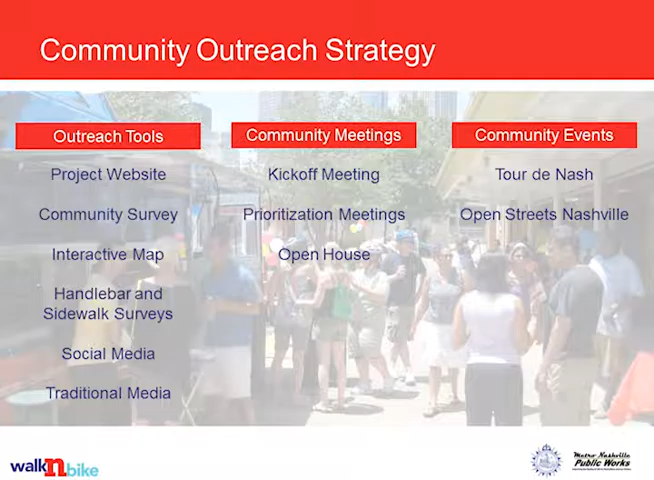 Community Outreach Strategy
Outreach Tools
Project Website
Community Survey
Interactive Map
Handlebar and
Sidewalk Surveys
Social Media
Traditional Media
Community Meetings
Kickoff Meeting
Prioritization Meetings
Open House
Community Events
Tour de Nash
Open Streets Nashville
walk n bike
Metro Nashville
Public Works